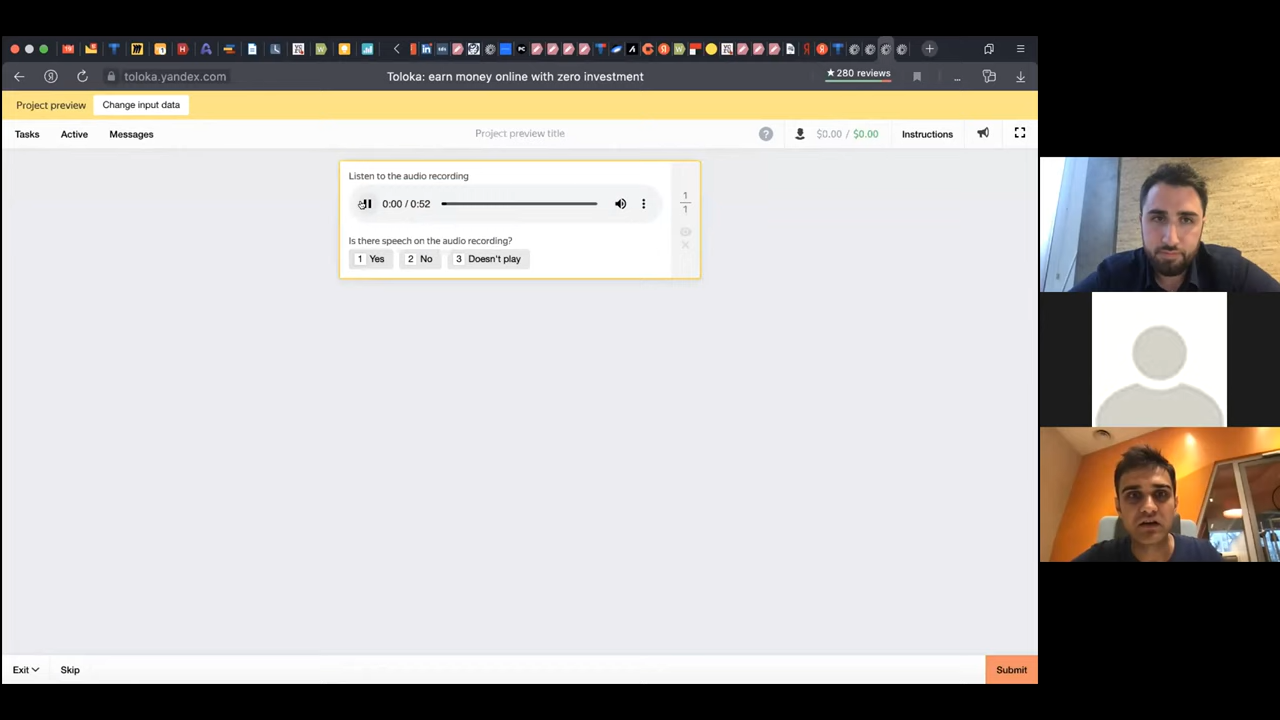 toloka.yandex.com
Toloka: earn money online with zero investment
★280 reviews
Project preview
Change input data
Tasks
Active
Messages
Project preview title
?
$0.00 / $0.00
Instructions
Listen to the audio recording
0:00 / 0:52
1
1
Is there speech on the audio recording?
1 Yes
2 No
3 Doesn't play
Exit
Skip
Submit